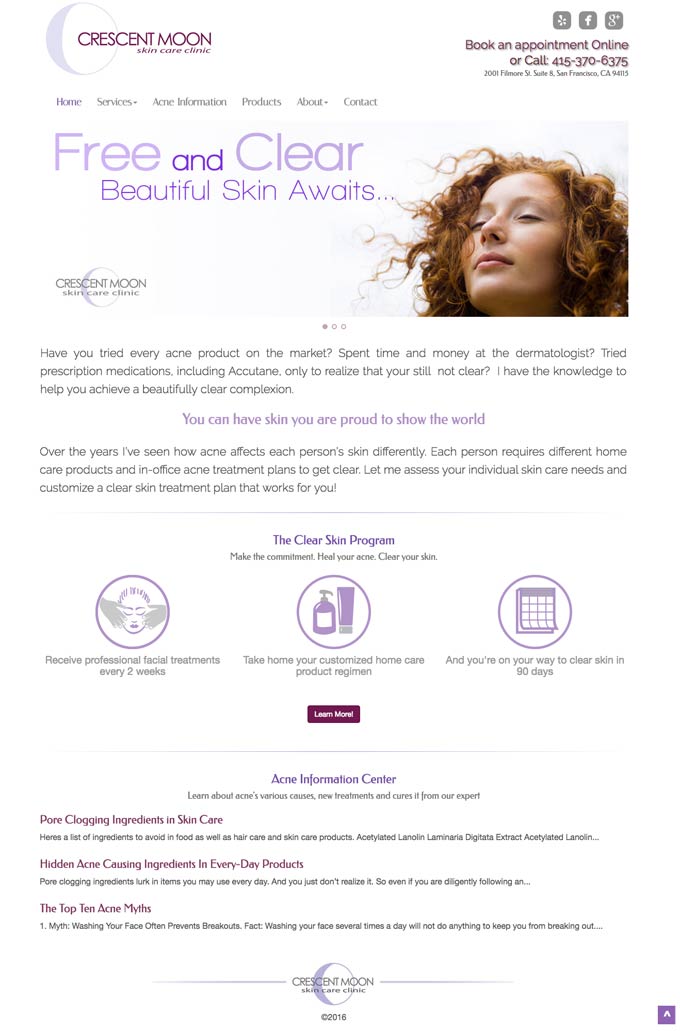 CRESCENT MOON
skin care clinic
Book an appointment Online
or Call: 415-370-6375
2001 Filmore St. Suite 8, San Francisco, CA 94115
Home Services Acne Information Products About Contact
Free and Clear
Beautiful Skin Awaits...
CRESCENT MOON
skin care clinic
Have you tried every acne product on the market? Spent time and money at the dermatologist? Tried
prescription medications, including Accutane, only to realize that your still not clear? I have the knowledge to
help you achieve a beautifully clear complexion.
You can have skin you are proud to show the world
Over the years I've seen how acne affects each person's skin differently. Each person requires different home
care products and in-office acne treatment plans to get clear. Let me assess your individual skin care needs and
customize a clear skin treatment plan that works for you!
The Clear Skin Program
Make the commitment. Heal your acne. Clear your skin.
Receive professional facial treatments
every 2 weeks
Take home your customized home care
product regimen
And you're on your way to clear skin in
90 days
Learn More!
Acne Information Center
Learn about acne's various causes, new treatments and cures it from our expert
Pore Clogging Ingredients in Skin Care
Heres a list of ingredients to avoid in food as well as hair care and skin care products. Acetylated Lanolin Laminaria Digitata Extract Acetylated Lanolin...
Hidden Acne Causing Ingredients In Every-Day Products
Pore clogging ingredients lurk in items you may use every day. And you just don't realize it. So even if you are diligently following an...
The Top Ten Acne Myths
1. Myth: Washing Your Face Often Prevents Breakouts. Fact: Washing your face several times a day will not do anything to keep you from breaking out....
CRESCENT MOON
skin care clinic
©2016